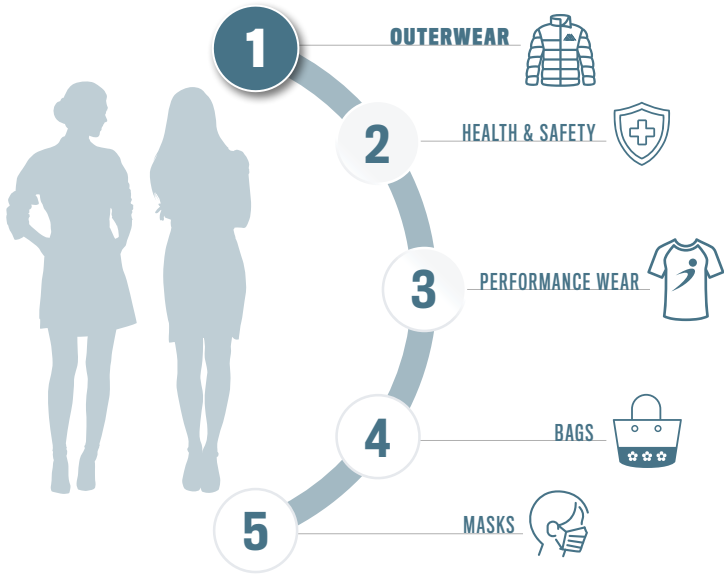 1
OUTERWEAR
2
HEALTH & SAFETY
3
PERFORMANCE WEAR
4
BAGS
5
MASKS